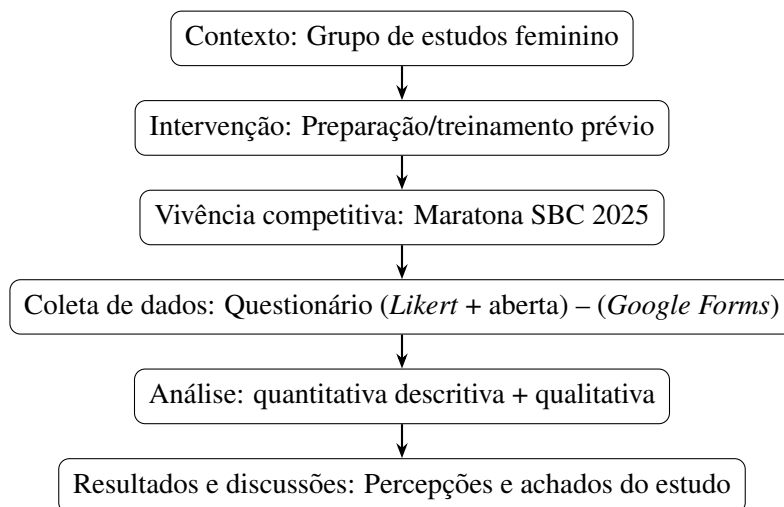 Contexto: Grupo de estudos feminino
Intervenção: Preparação/treinamento prévio
Vivência competitiva: Maratona SBC 2025
Coleta de dados: Questionário (Likert + aberta) – (Google Forms)
Análise: quantitativa descritiva + qualitativa
Resultados e discussões: Percepções e achados do estudo